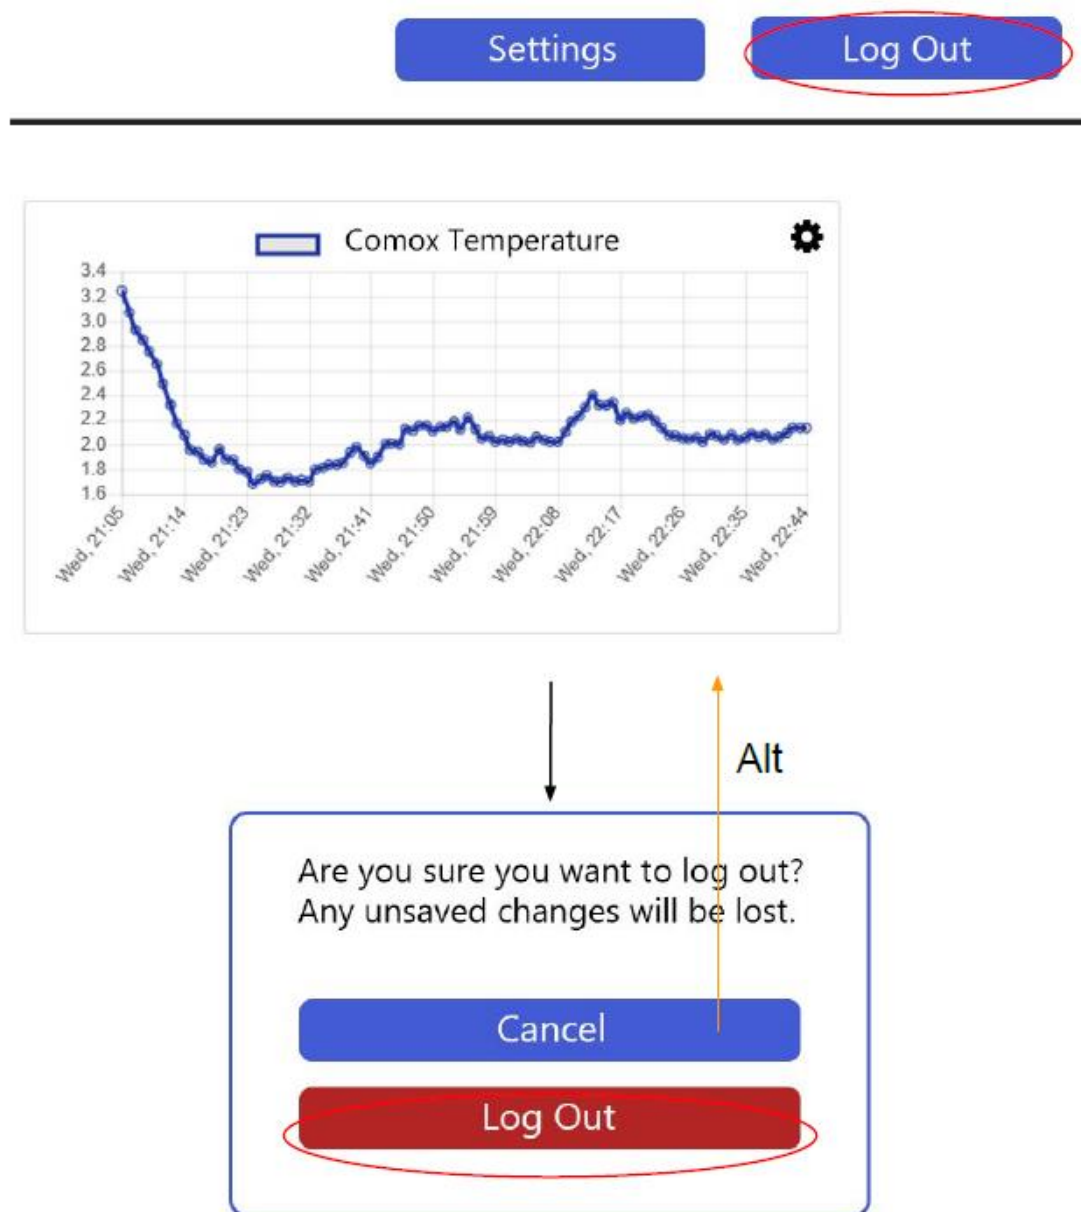 Settings
Log Out
Comox Temperature
3.4
3.2
3.0
2.8
2.6
2.4
2.2
2.0
1.8
1.6
Wed, 21:05
Wed, 21:14
Wed, 21:23
Wed, 21:32
Wed, 21:41
Wed, 21:50
Wed, 21:59
Wed, 22:08
Wed, 22:17
Wed, 22:26
Wed, 22:35
Wed, 22:44
Alt
Are you sure you want to log out?
Any unsaved changes will be lost.
Cancel
Log Out